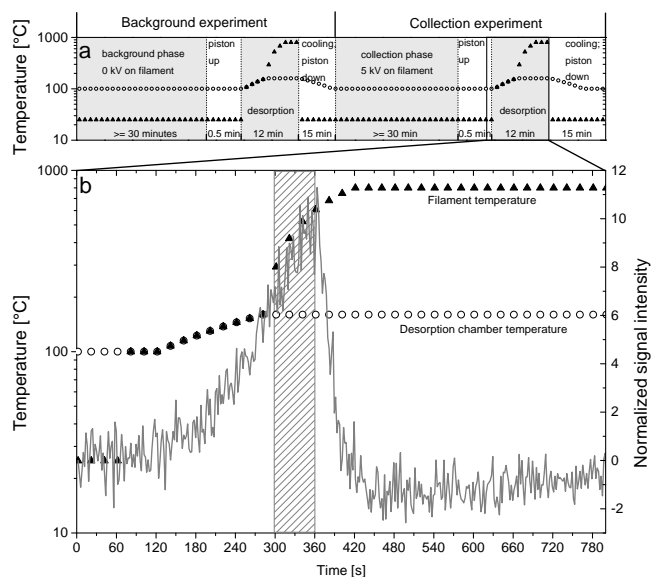 Background experiment Collection experiment
a
background phase
0 kV on filament
piston
up
cooling;
piston
down
collection phase
5 kV on filament
piston
up
cooling;
piston
down
desorption
desorption
>= 30 minutes 0.5 min 12 min 15 min >= 30 min 0.5 min 12 min 15 min
Temperature [°C]
1000
100
10
b
Filament temperature
Desorption chamber temperature
Temperature [°C]
1000
100
10
12
10
8
6
4
2
0
-2
Normalized signal intensity
0 60 120 180 240 300 360 420 480 540 600 660 720 780
Time [s]